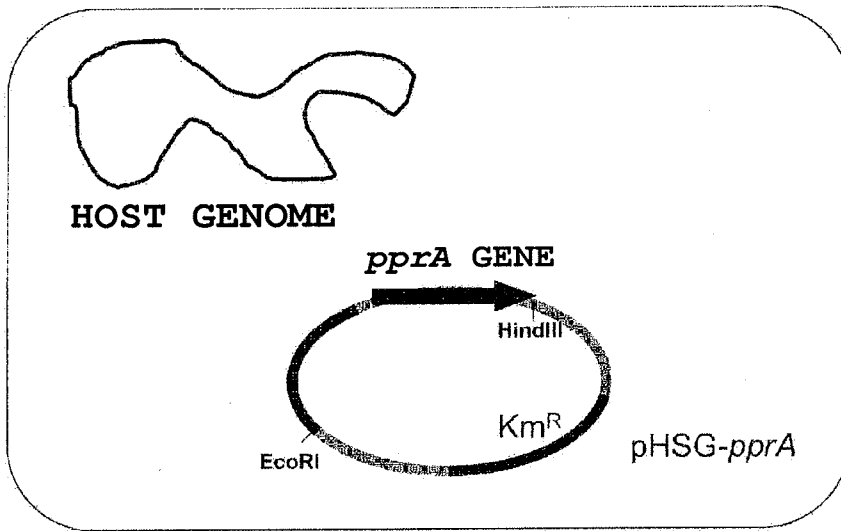 HOST GENOME
pprA GENE
HindIII
KmR
EcoRI
pHSG-pprA